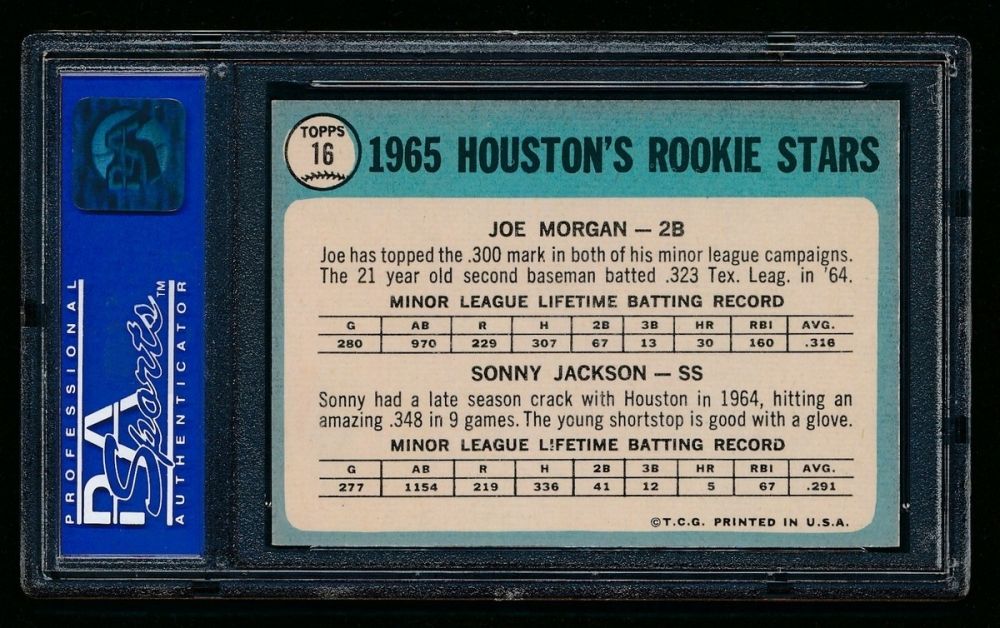 PSA
PROFESSIONAL
PSA
Sports™
AUTHENTICATOR
TOPPS
16
1965 HOUSTON'S ROOKIE STARS
JOE MORGAN — 2B
Joe has topped the .300 mark in both of his minor league campaigns.
The 21 year old second baseman batted .323 Tex. Leag. in '64.
MINOR LEAGUE LIFETIME BATTING RECORD
G AB R H 2B 3B HR RBI AVG.
280 970 229 307 67 13 30 160 .316
SONNY JACKSON — SS
Sonny had a late season crack with Houston in 1964, hitting an
amazing .348 in 9 games. The young shortstop is good with a glove.
MINOR LEAGUE LIFETIME BATTING RECORD
G AB R H 2B 3B HR RBI AVG.
277 1154 219 336 41 12 5 67 .291
©T.C.G. PRINTED IN U.S.A.